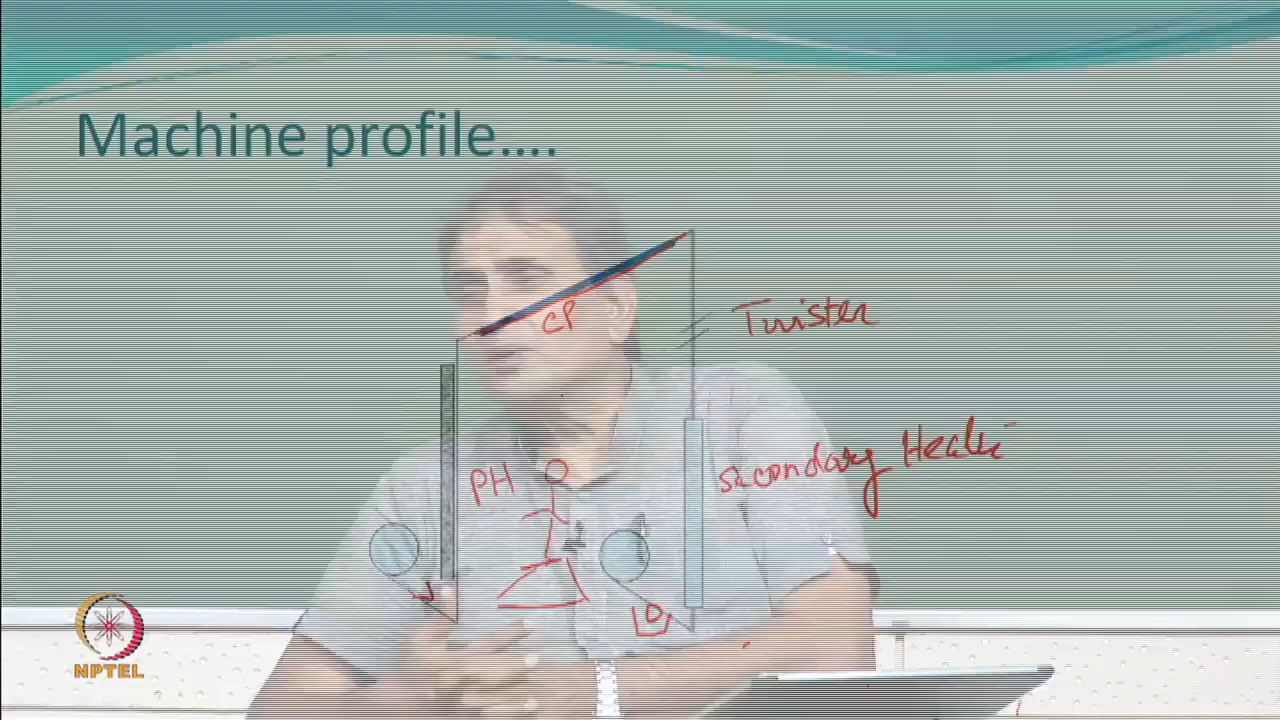 Machine profile....
CP
Twister
PH
Secondary Heater
NPTEL